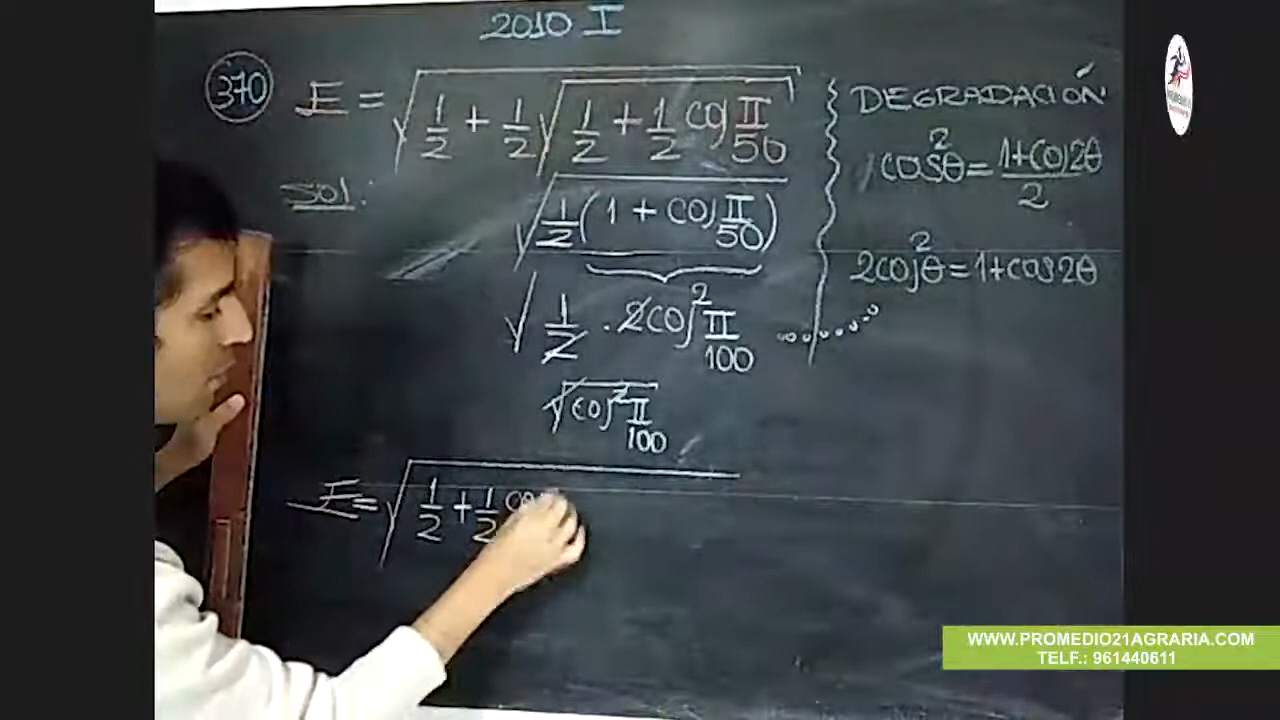 2010 I
370 E = √(1/2 + 1/2 √(1/2 + 1/2 cos π/50))
Sol:
√(1/2 (1 + cos π/50))
√(1/2 · 2cos² π/100)
√(cos² π/100)
E = √(1/2 + 1/2 co
DEGRADACIÓN
cos²θ = (1+cos2θ)/2
2cos²θ = 1+cos2θ
WWW.PROMEDIO21AGRARIA.COM
TELF.: 961440611